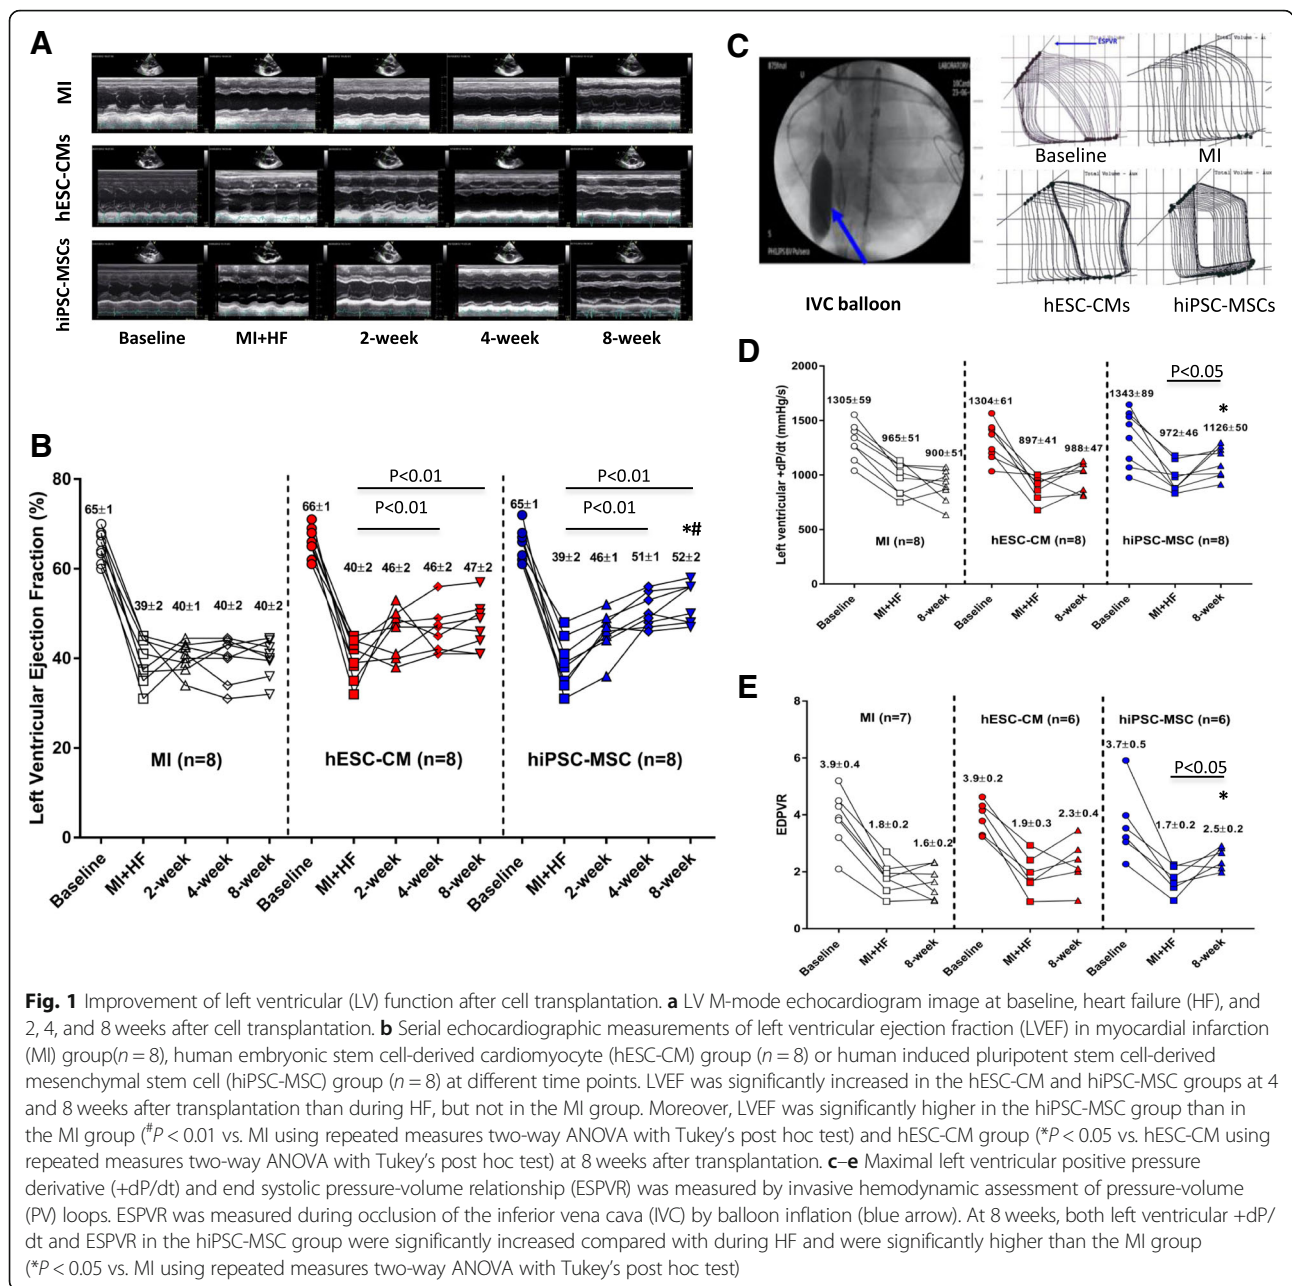 A
MI
hESC-CMs
hiPSC-MSCs
Baseline
MI+HF
2-week
4-week
8-week
B
Left Ventricular Ejection Fraction (%)
80
60
40
20
0
65±1
39±2
40±1
40±2
40±2
MI (n=8)
66±1
P<0.01
P<0.01
40±2
46±2
46±2
47±2
hESC-CM (n=8)
65±1
P<0.01
P<0.01
*#
39±2
46±1
51±1
52±2
hiPSC-MSC (n=8)
Baseline
MI+HF
2-week
4-week
8-week
Baseline
MI+HF
2-week
4-week
8-week
Baseline
MI+HF
2-week
4-week
8-week
C
LABORATORY
U
S
IVC balloon
ESPVR
Total Volume
Baseline
Total Volume - Au
MI
Total Volume - Aux
hESC-CMs
Total Volume - Aux
hiPSC-MSCs
D
Left ventricular +dP/dt (mmHg/s)
2000
1500
1000
500
0
1305±59
965±51
900±51
MI (n=8)
1304±61
897±41
988±47
hESC-CM (n=8)
P<0.05
1343±89
972±46
*
1126±50
hiPSC-MSC (n=8)
Baseline
MI+HF
8-week
Baseline
MI+HF
8-week
Baseline
MI+HF
8-week
E
EDPVR
8
6
4
2
0
MI (n=7)
3.9±0.4
1.8±0.2
1.6±0.2
hESC-CM (n=6)
3.9±0.2
1.9±0.3
2.3±0.4
hiPSC-MSC (n=6)
3.7±0.5
P<0.05
1.7±0.2
*
2.5±0.2
Baseline
MI+HF
8-week
Baseline
MI+HF
8-week
Baseline
MI+HF
8-week
Fig. 1 Improvement of left ventricular (LV) function after cell transplantation. a LV M-mode echocardiogram image at baseline, heart failure (HF), and
2, 4, and 8 weeks after cell transplantation. b Serial echocardiographic measurements of left ventricular ejection fraction (LVEF) in myocardial infarction
(MI) group(n = 8), human embryonic stem cell-derived cardiomyocyte (hESC-CM) group (n = 8) or human induced pluripotent stem cell-derived
mesenchymal stem cell (hiPSC-MSC) group (n = 8) at different time points. LVEF was significantly increased in the hESC-CM and hiPSC-MSC groups at 4
and 8 weeks after transplantation than during HF, but not in the MI group. Moreover, LVEF was significantly higher in the hiPSC-MSC group than in
the MI group (#P < 0.01 vs. MI using repeated measures two-way ANOVA with Tukey's post hoc test) and hESC-CM group (*P < 0.05 vs. hESC-CM using
repeated measures two-way ANOVA with Tukey's post hoc test) at 8 weeks after transplantation. c–e Maximal left ventricular positive pressure
derivative (+dP/dt) and end systolic pressure-volume relationship (ESPVR) was measured by invasive hemodynamic assessment of pressure-volume
(PV) loops. ESPVR was measured during occlusion of the inferior vena cava (IVC) by balloon inflation (blue arrow). At 8 weeks, both left ventricular +dP/
dt and ESPVR in the hiPSC-MSC group were significantly increased compared with during HF and were significantly higher than the MI group
(*P < 0.05 vs. MI using repeated measures two-way ANOVA with Tukey's post hoc test)